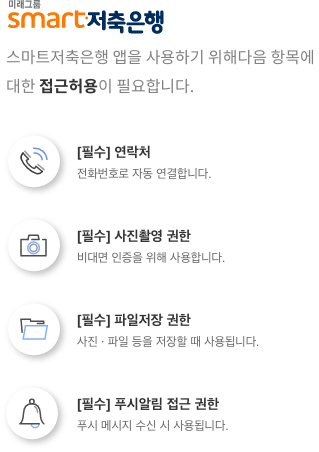 미래그룹
smart저축은행
스마트저축은행 앱을 사용하기 위해다음 항목에
대한 접근허용이 필요합니다.
[필수] 연락처
전화번호로 자동 연결합니다.
[필수] 사진촬영 권한
비대면 인증을 위해 사용합니다.
[필수] 파일저장 권한
사진 · 파일 등을 저장할 때 사용됩니다.
[필수] 푸시알림 접근 권한
푸시 메시지 수신 시 사용됩니다.